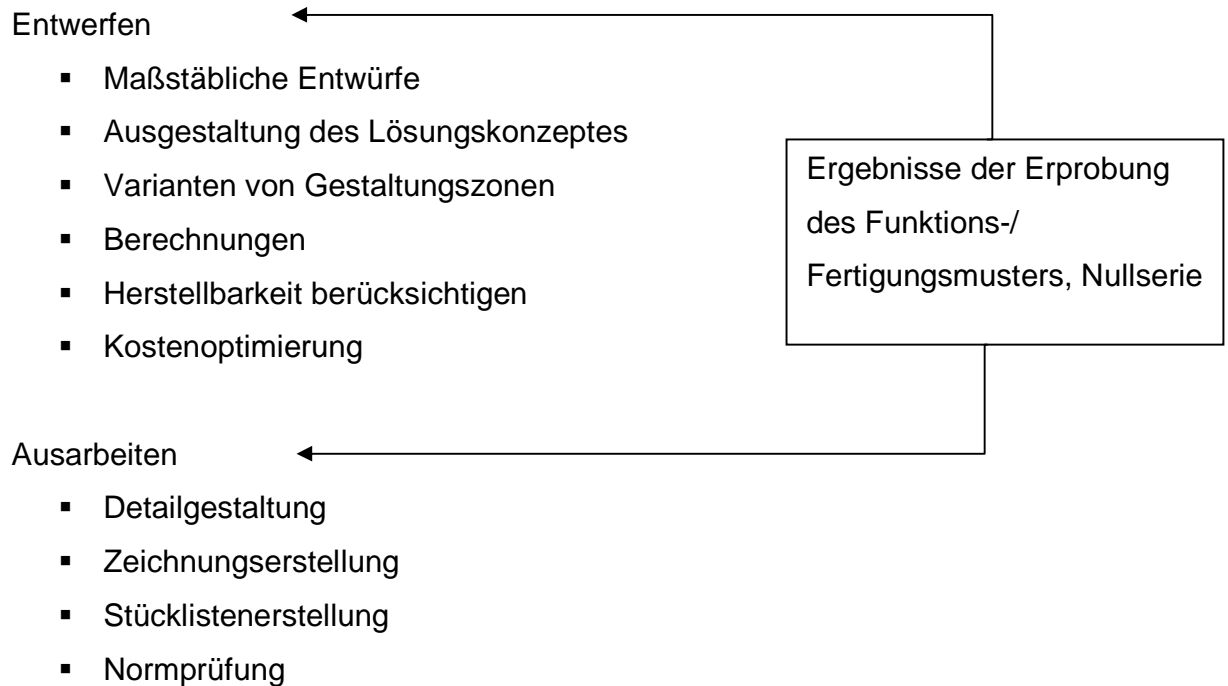 Entwerfen
▪ Maßstäbliche Entwürfe
▪ Ausgestaltung des Lösungskonzeptes
▪ Varianten von Gestaltungszonen
▪ Berechnungen
▪ Herstellbarkeit berücksichtigen
▪ Kostenoptimierung
Ergebnisse der Erprobung
des Funktions-/
Fertigungsmusters, Nullserie
Ausarbeiten
▪ Detailgestaltung
▪ Zeichnungserstellung
▪ Stücklistenerstellung
▪ Normprüfung